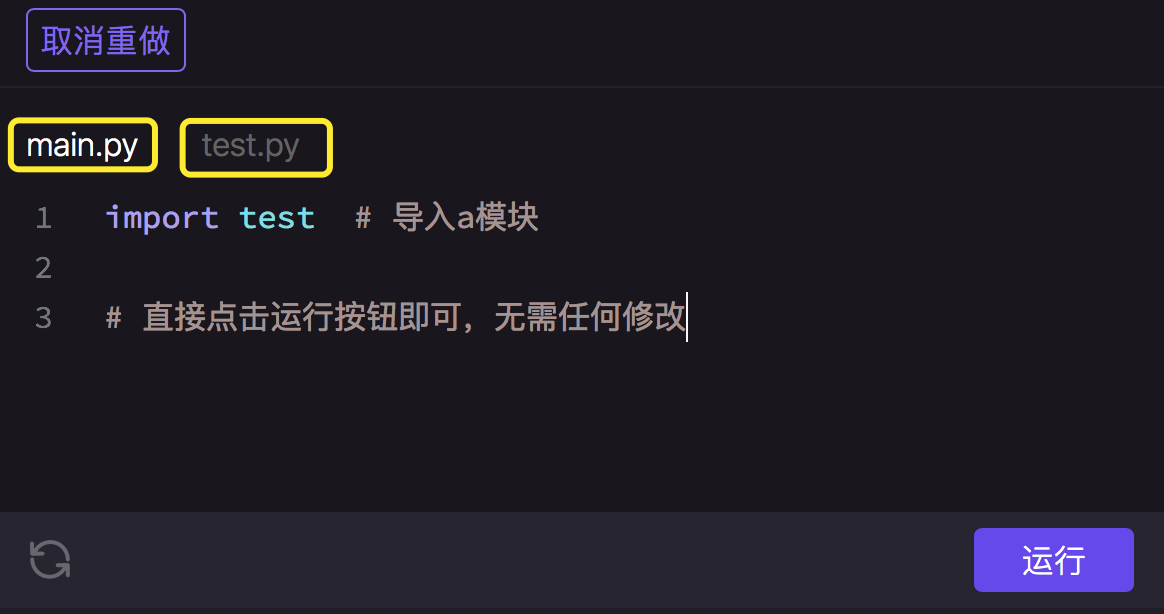 取消重做
main.py test.py
1 import test # 导入a模块
2
3 # 直接点击运行按钮即可，无需任何修改
运行